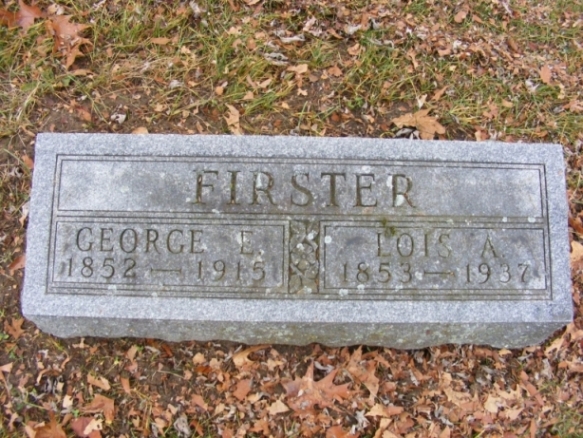 FIRSTER
GEORGE E.
1852 — 1915
LOIS A.
1853 — 1937